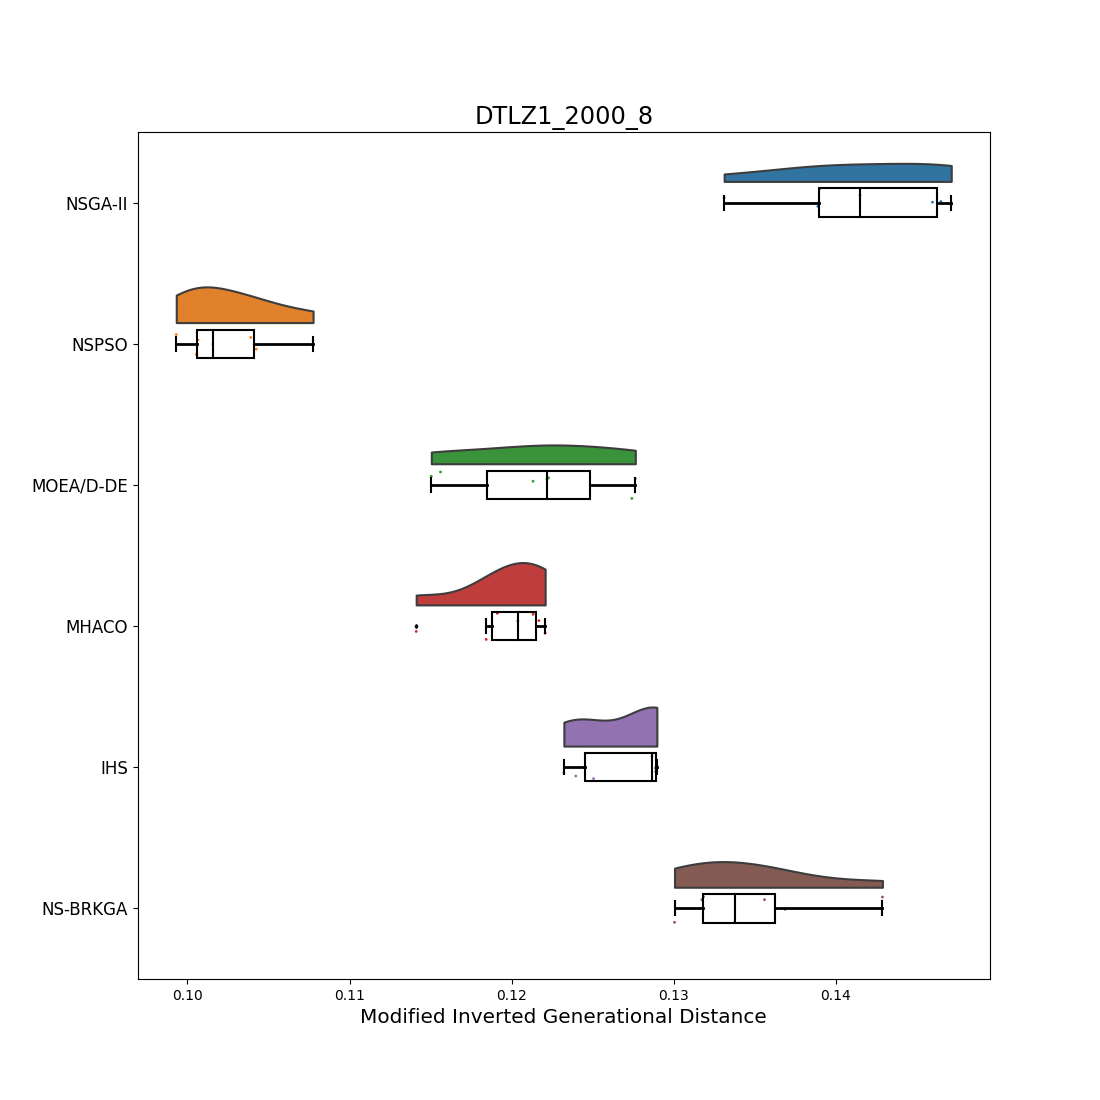 DTLZ1_2000_8
NSGA-II
NSPSO
MOEA/D-DE
MHACO
IHS
NS-BRKGA
0.10 0.11 0.12 0.13 0.14
Modified Inverted Generational Distance